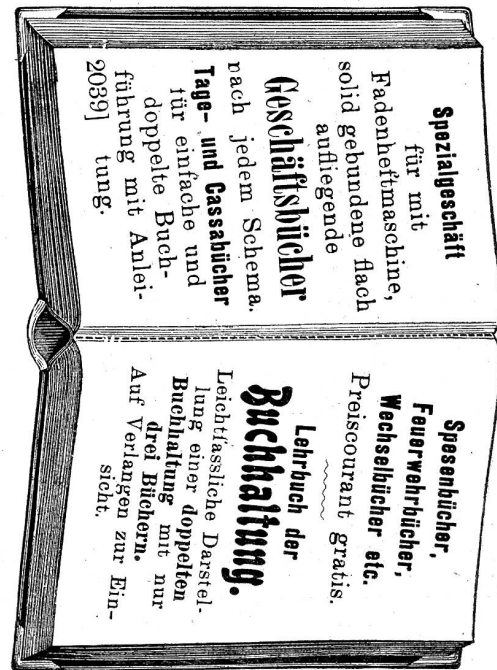 Spezialgeschäft
für mit
Fadenheftmaschine,
solid gebundene flach
aufliegende
Geschäftsbücher
nach jedem Schema.
Tage- und Cassabücher
für einfache und
doppelte Buch-
führung mit Anlei-
2039] tung.
Spesenbücher,
Feuerwehrbücher,
Wechselbücher etc.
Preiscourant gratis.
Lehrbuch der
Buchhaltung.
Leichtfassliche Darstel-
lung einer doppelten
Buchhaltung mit nur
drei Büchern.
Auf Verlangen zur Ein-
sicht.